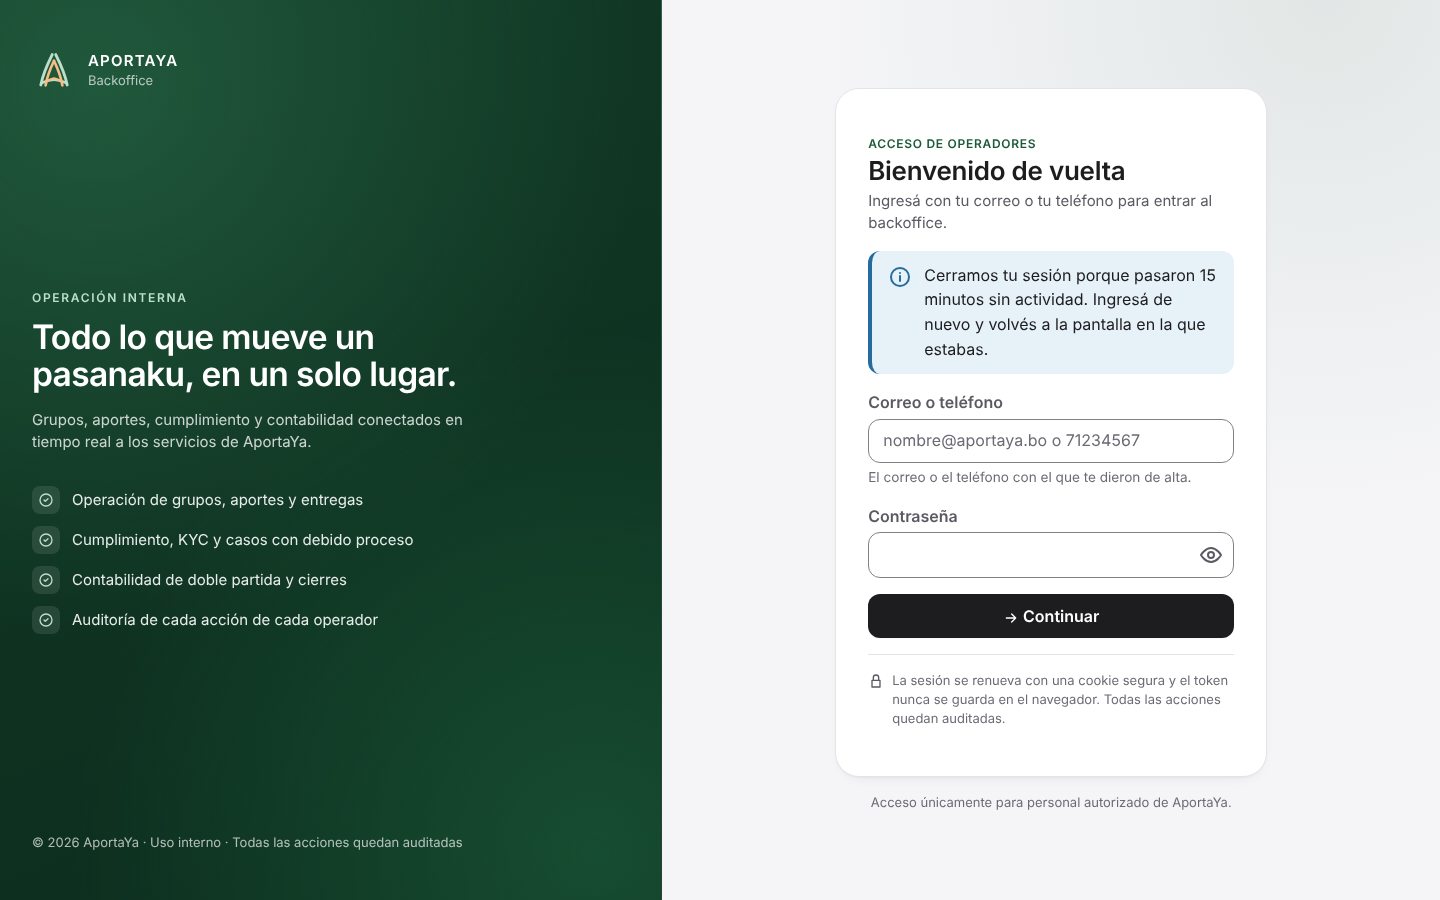 APORTAYA
Backoffice
OPERACIÓN INTERNA
Todo lo que mueve un
pasanaku, en un solo lugar.
Grupos, aportes, cumplimiento y contabilidad conectados en
tiempo real a los servicios de AportaYa.
Operación de grupos, aportes y entregas
Cumplimiento, KYC y casos con debido proceso
Contabilidad de doble partida y cierres
Auditoría de cada acción de cada operador
© 2026 AportaYa · Uso interno · Todas las acciones quedan auditadas
ACCESO DE OPERADORES
Bienvenido de vuelta
Ingresá con tu correo o tu teléfono para entrar al
backoffice.
Cerramos tu sesión porque pasaron 15
minutos sin actividad. Ingresá de
nuevo y volvés a la pantalla en la que
estabas.
Correo o teléfono
nombre@aportaya.bo o 71234567
El correo o el teléfono con el que te dieron de alta.
Contraseña
→ Continuar
La sesión se renueva con una cookie segura y el token
nunca se guarda en el navegador. Todas las acciones
quedan auditadas.
Acceso únicamente para personal autorizado de AportaYa.